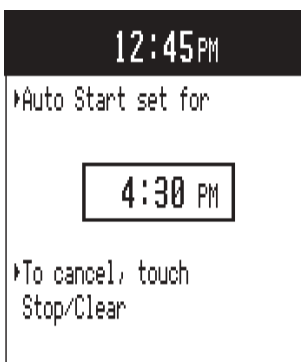 12:45PM
▸Auto Start set for
4:30 PM
▸To cancel, touch
Stop/Clear